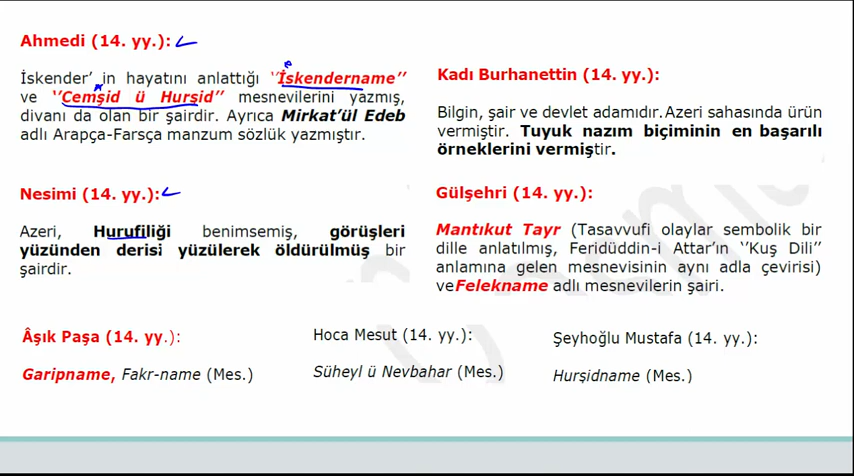 Ahmedi (14. yy.):
İskender' in hayatını anlattığı ''İskendername''
ve ''Cemşid ü Hurşid'' mesnevilerini yazmış,
divanı da olan bir şairdir. Ayrıca Mirkat'ül Edeb
adlı Arapça-Farsça manzum sözlük yazmıştır.
Kadı Burhanettin (14. yy.):
Bilgin, şair ve devlet adamıdır. Azeri sahasında ürün
vermiştir. Tuyuk nazım biçiminin en başarılı
örneklerini vermiştir.
Nesimi (14. yy.):
Azeri, Hurufiliği benimsemiş, görüşleri
yüzünden derisi yüzülerek öldürülmüş bir
şairdir.
Gülşehri (14. yy.):
Mantıkut Tayr (Tasavvufi olaylar sembolik bir
dille anlatılmış, Feridüddin-i Attar'ın ''Kuş Dili''
anlamına gelen mesnevisinin aynı adla çevirisi)
veFelekname adlı mesnevilerin şairi.
Âşık Paşa (14. yy.):
Garipname, Fakr-name (Mes.)
Hoca Mesut (14. yy.):
Süheyl ü Nevbahar (Mes.)
Şeyhoğlu Mustafa (14. yy.):
Hurşidname (Mes.)